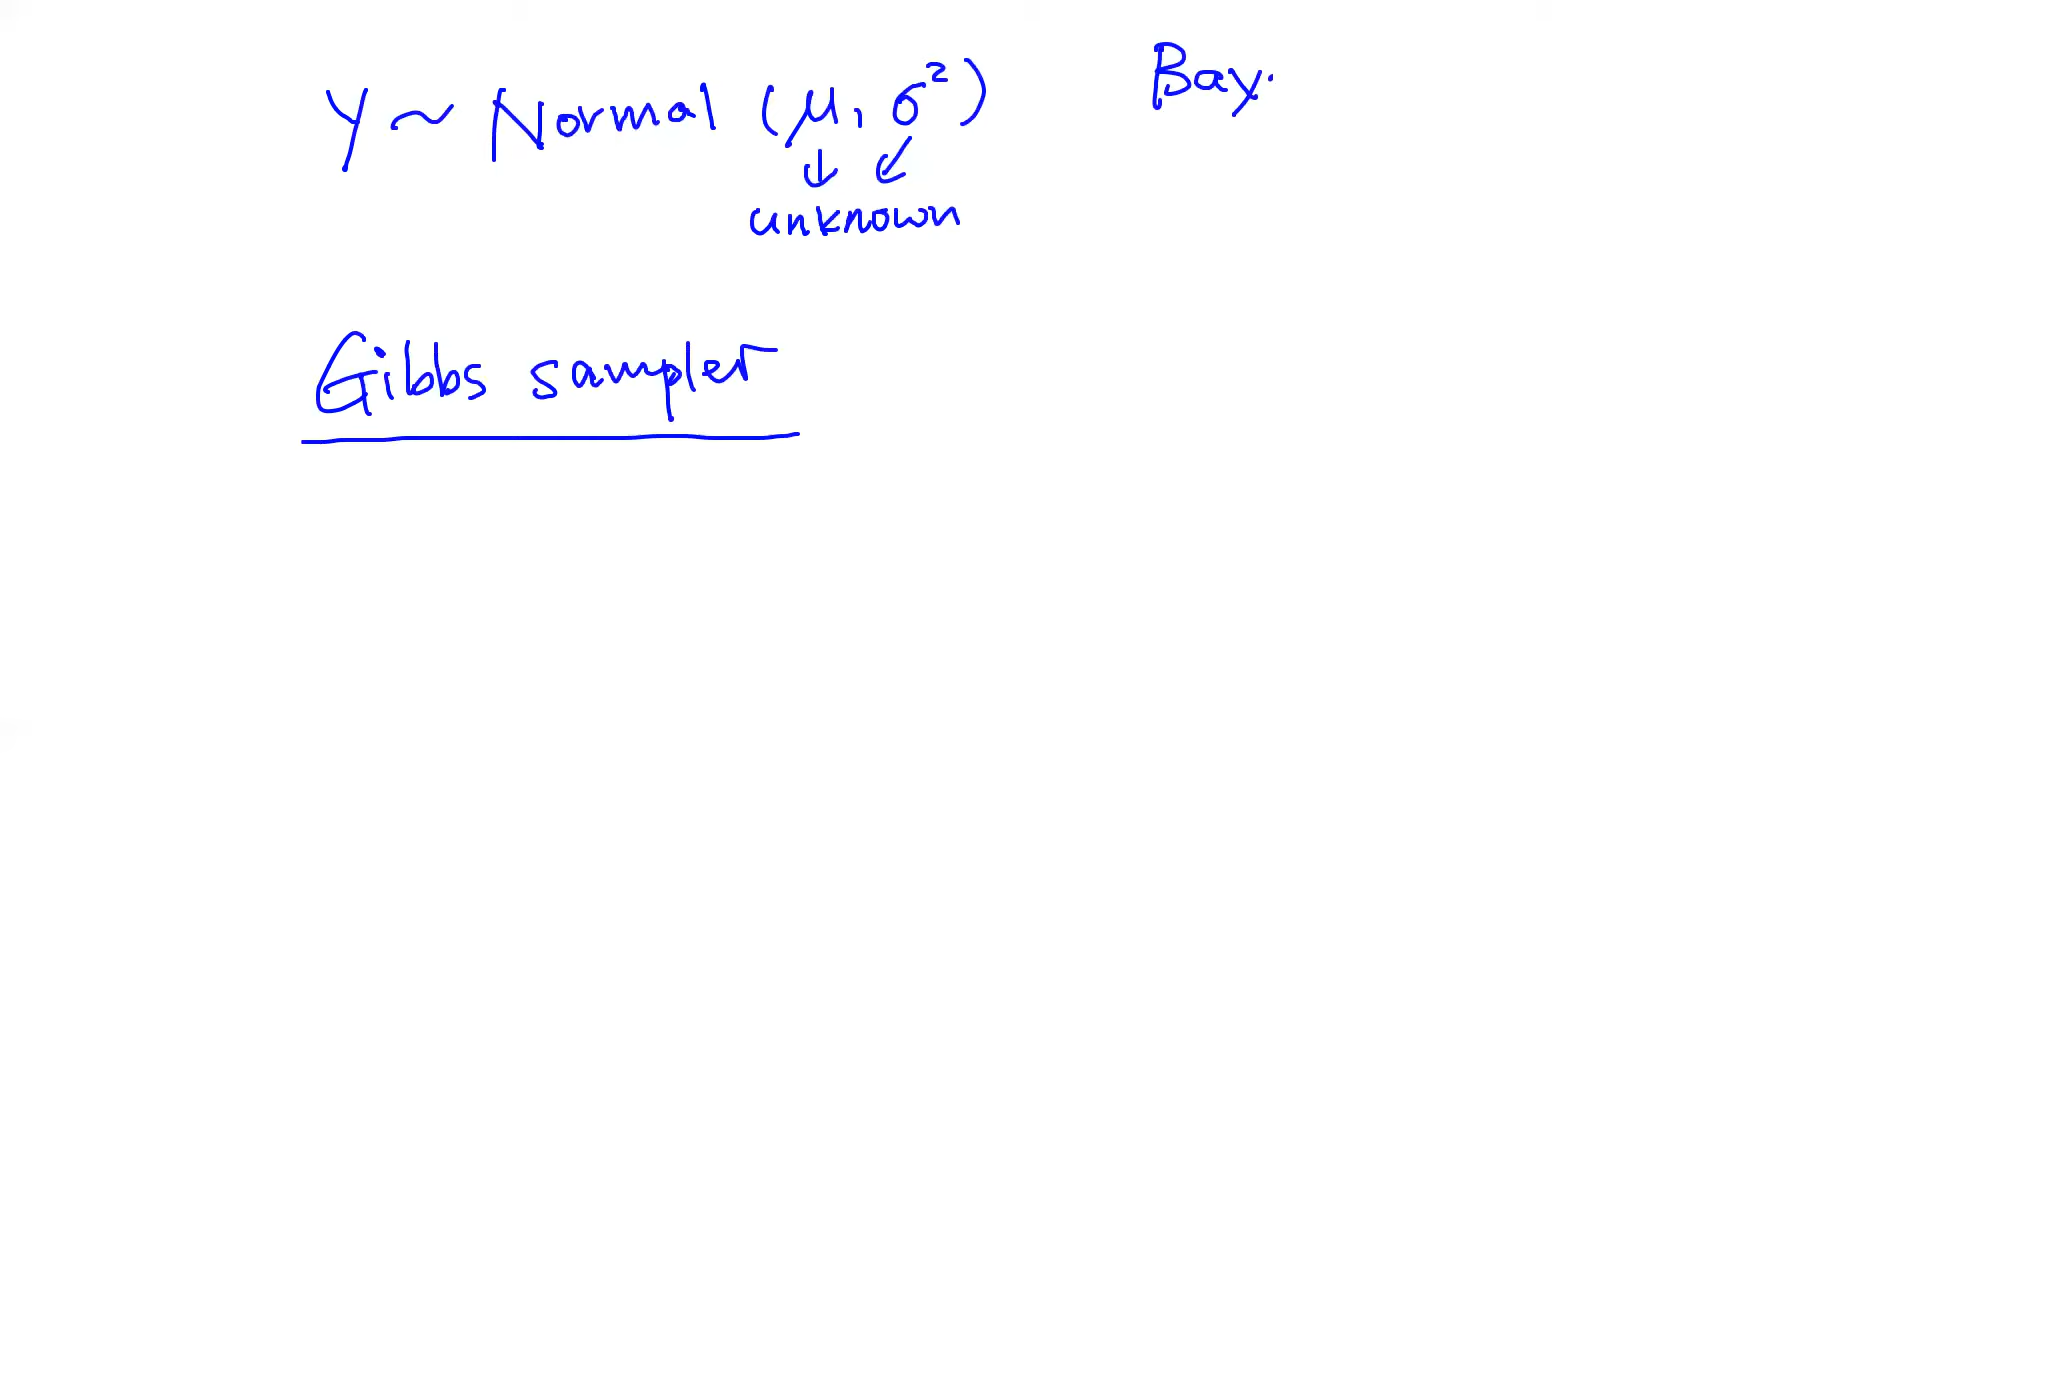 Y ~ Normal (μ, σ²)
Bay.
unknown
Gibbs sampler